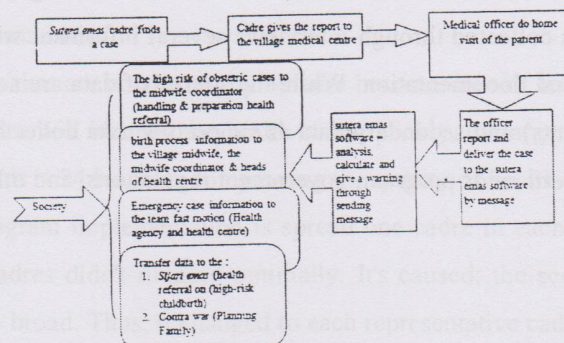 Sutera emas cadre finds
a case
Cadre gives the report to
the village medical centre
Medical officer do home
visit of the patient
The officer
report and
deliver the case
into sutera
emas software
by message
sutera emas
software
analysis,
calculate and
give a warning
through
sending
message
The high risk of obstetric cases to
the midwife coordinator
(handling & preparation health
referral)
birth process information to
the village midwife, the
midwife coordinator heads
of health centre
Emergency case information to
the team fast motion (Health
agency and health centre)
Transfer data to the :
1. (health
referral on (high-risk
childbirth)
2. Contra war (Planning
Family)
Society